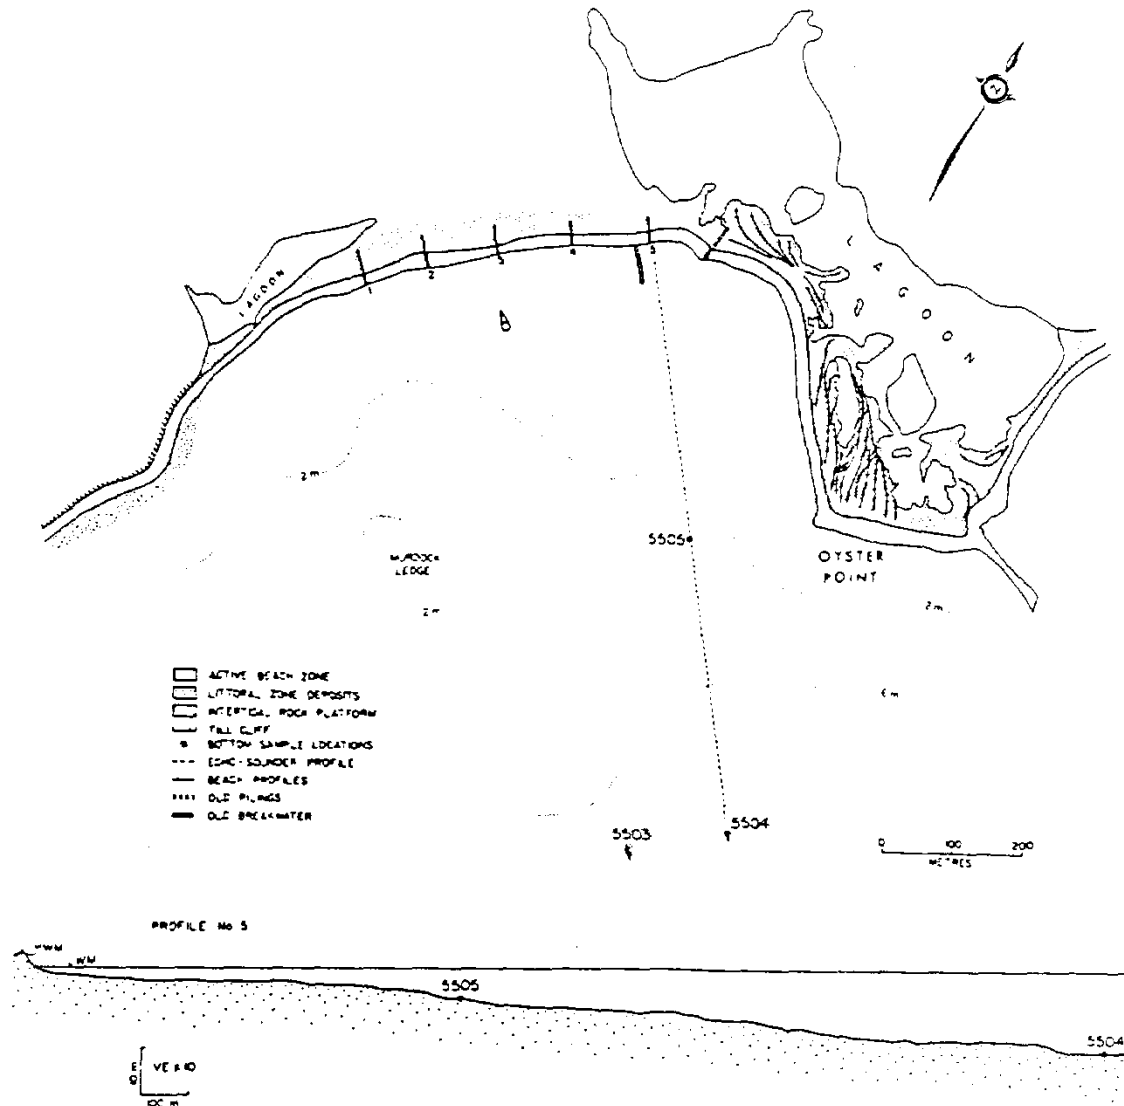 N
LAGOON
LAGOON
1
2
3
4
5
2m
MURDOCK
LEDGE
2m
5505
OYSTER
POINT
2m
6m
ACTIVE BEACH ZONE
LITTORAL ZONE DEPOSITS
INTERTIDAL ROCK PLATFORM
TILL CLIFF
BOTTOM SAMPLE LOCATIONS
ECHO-SOUNDER PROFILE
BEACH PROFILES
OLD PILINGS
OLD BREAKWATER
5503
5504
0 100 200
METRES
PROFILE No 5
HWM
LWM
5505
5504
VE x 10
100 m